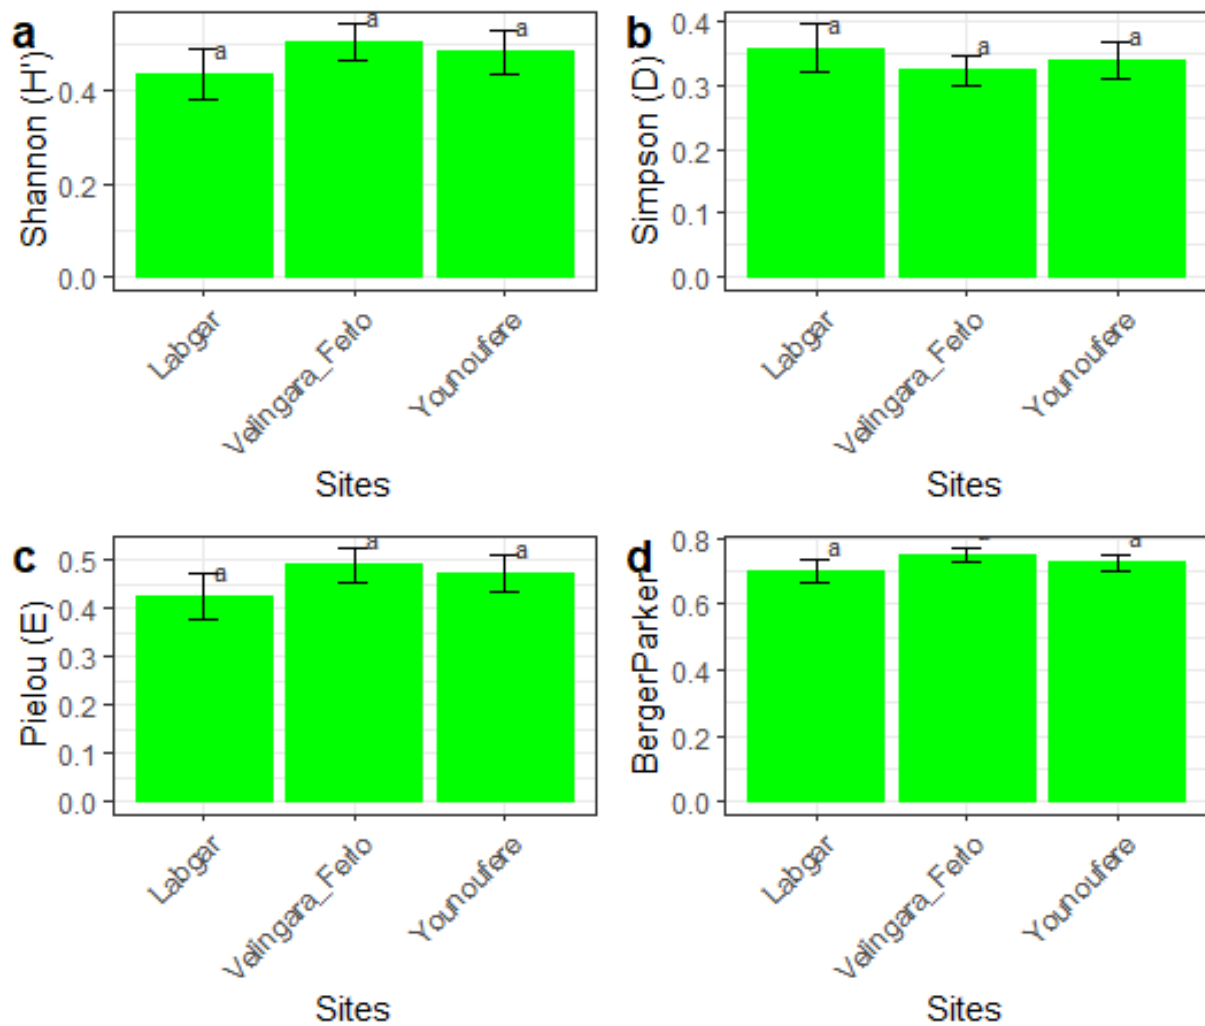 a
Shannon (H')
0.4
0.2
0.0
a
a
a
Labgar
Velingara_Ferlo
Younoufere
Sites
b
Simpson (D)
0.4
0.3
0.2
0.1
0.0
a
a
a
Labgar
Velingara_Ferlo
Younoufere
Sites
c
Pielou (E)
0.5
0.4
0.3
0.2
0.1
0.0
a
a
a
Labgar
Velingara_Ferlo
Younoufere
Sites
d
BergerParker
0.8
0.6
0.4
0.2
0.0
a
a
Labgar
Velingara_Ferlo
Younoufere
Sites